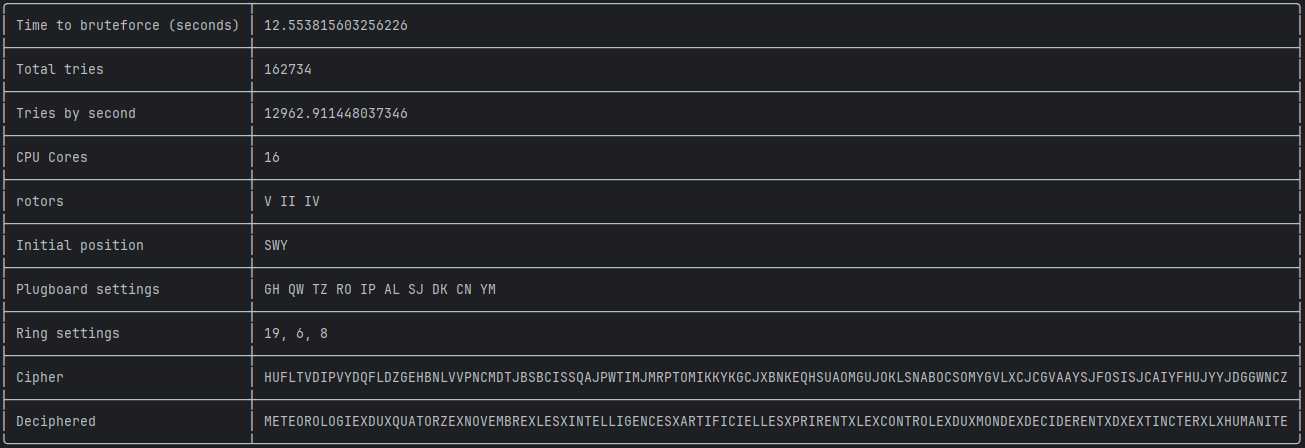 Time to bruteforce (seconds) 12.553815603256226
Total tries 162734
Tries by second 12962.911448037346
CPU Cores 16
rotors V II IV
Initial position SWY
Plugboard settings GH QW TZ RO IP AL SJ DK CN YM
Ring settings 19, 6, 8
Cipher HUFLTVDIPVYDQFLDZGEHBNLVVPNCMDTJBSBCISSQAJPWTIMJMRPTOMIKKYKGCJXBNKEQHSUAOMGUJOKLSNABOCSOMYGVLXCJCGVAAYSJFOSISJCAIYFHUJYYJDGGWNCZ
Deciphered METEOROLOGIEXDUXQUATORZEXNOVEMBREXLESXINTELLIGENCESXARTIFICIELLESXPRIRENTXLEXCONTROLEXDUXMONDEXDECIDERENTXDXEXTINCTERXLXHUMANITE